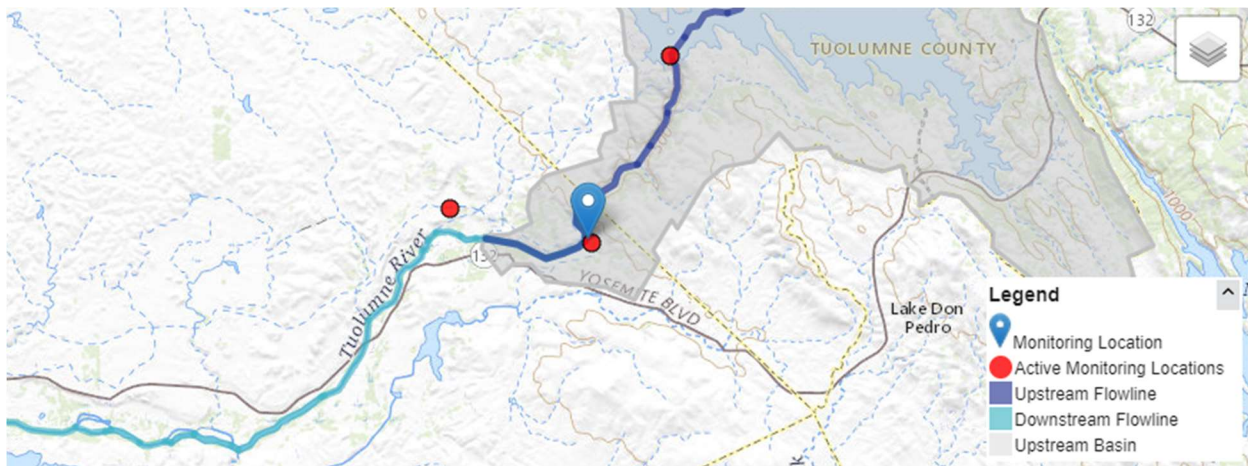 132
TUOLUMNE COUNTY
Tuolumne River
132
YOSEMITE BLVD
1000
Lake Don
Pedro
Legend
Monitoring Location
Active Monitoring Locations
Upstream Flowline
Downstream Flowline
Upstream Basin